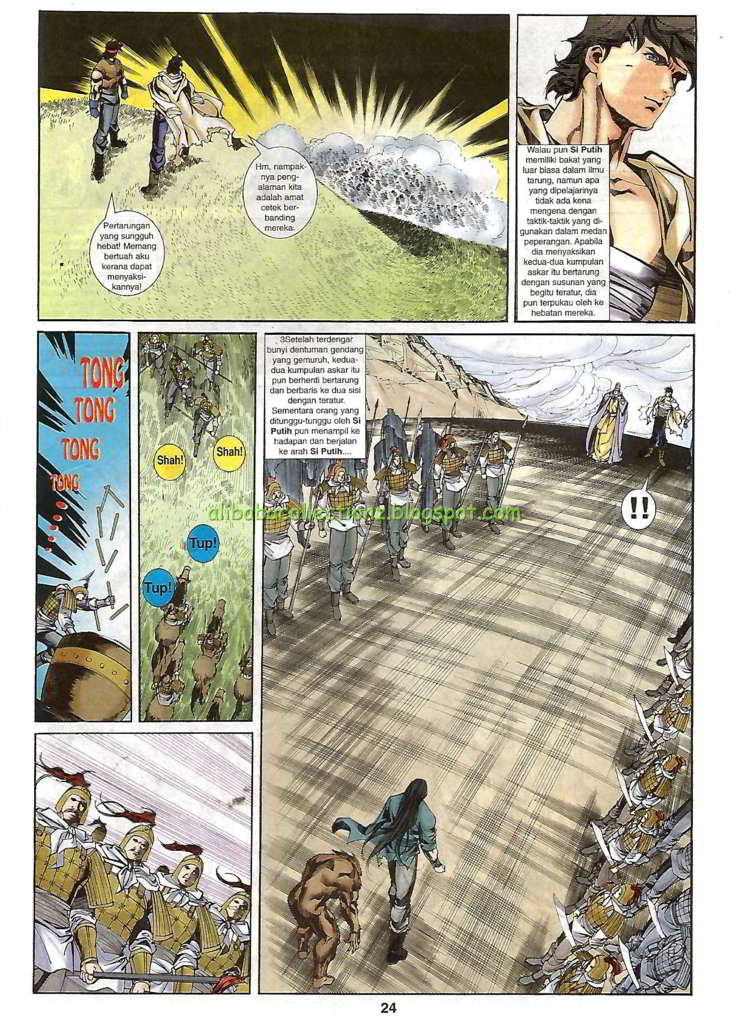 Hm, nampak-
nya peng-
alaman kita
adalah amat
cetek ber-
banding
mereka.
Pertarungan
yang sungguh
hebat! Memang
bertuah aku
kerana dapat
menyaksi-
kannya!
Walau pun Si Putih
memiliki bakat yang
luar biasa dalam ilmu
tarung, namun apa
yang dipelajarinya
tidak ada kena
mengena dengan
taktik-taktik yang di-
gunakan dalam medan
peperangan. Apabila
dia menyaksikan
kedua-dua kumpulan
askar itu bertarung
dengan susunan yang
begitu teratur, dia
pun terpukau oleh ke
hebatan mereka.
TONG
TONG
TONG
TONG
Shah!
Shah!
Tup!
Tup!
3Setelah terdengar
bunyi dentuman gendang
yang gemuruh, kedua-
dua kumpulan askar itu
pun berhenti bertarung
dan berbaris ke dua sisi
dengan teratur.
Sementara orang yang
ditunggu-tunggu oleh Si
Putih pun menampil ke
hadapan dan berjalan
ke arah Si Putih....
!!
alibabacollectionz.blogspot.com
24